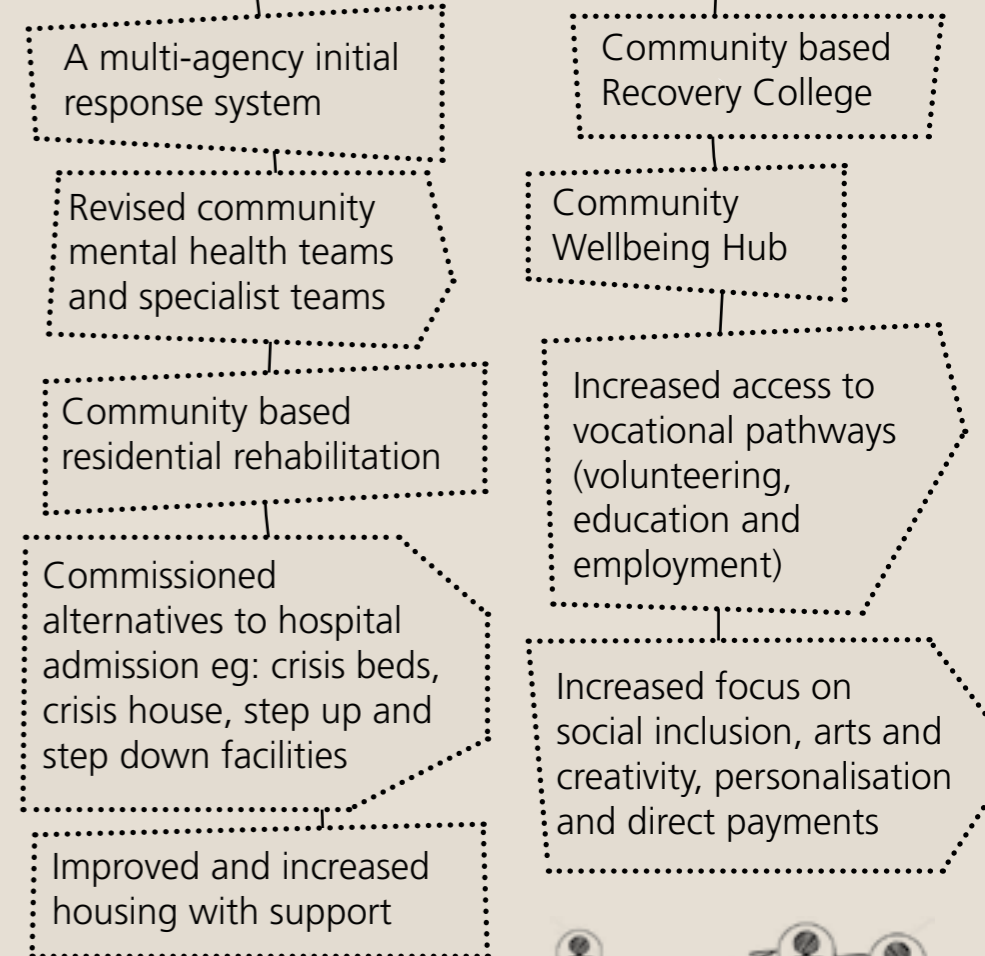 A multi-agency initial
response system
Revised community
mental health teams
and specialist teams
Community based
residential rehabilitation
Commissioned
alternatives to hospital
admission eg: crisis beds,
crisis house, step up and
step down facilities
Improved and increased
housing with support
Community based
Recovery College
Community
Wellbeing Hub
Increased access to
vocational pathways
(volunteering,
education and
employment)
Increased focus on
social inclusion, arts and
creativity, personalisation
and direct payments